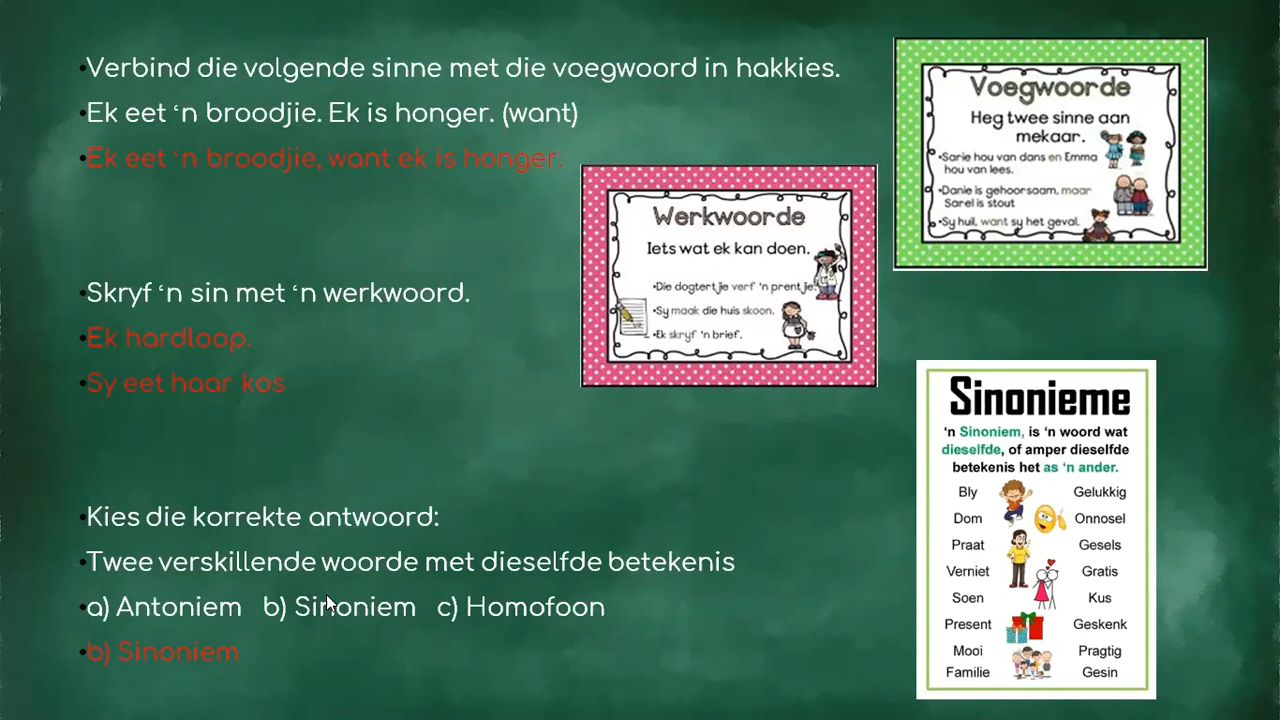 •Verbind die volgende sinne met die voegwoord in hakkies.
•Ek eet ‘n broodjie. Ek is honger. (want)
•Ek eet ‘n broodjie, want ek is honger.
•Skryf ‘n sin met ‘n werkwoord.
•Ek hardloop.
•Sy eet haar kos
•Kies die korrekte antwoord:
•Twee verskillende woorde met dieselfde betekenis
•a) Antoniem b) Sinoniem c) Homofoon
•b) Sinoniem
Werkwoorde
Iets wat ek kan doen.
•Die dogtertjie verf 'n prentjie.
•Sy maak die huis skoon.
•Ek skryf 'n brief.
Voegwoorde
Heg twee sinne aan
mekaar.
•Sarie hou van dans en Emma
hou van lees.
•Danie is gehoorsaam, maar
Sarel is stout
•Sy huil, want sy het geval.
Sinonieme
‘n Sinoniem, is ‘n woord wat
dieselfde, of amper dieselfde
betekenis het as ‘n ander.
Bly Gelukkig
Dom Onnosel
Praat Gesels
Verniet Gratis
Soen Kus
Present Geskenk
Mooi Pragtig
Familie Gesin